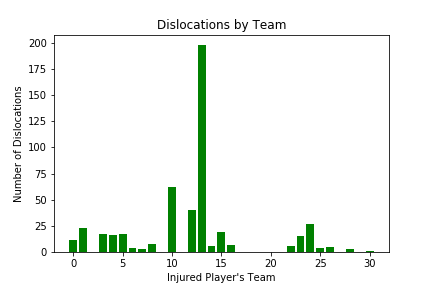 Dislocations by Team
Number of Dislocations
200
175
150
125
100
75
50
25
0
0 5 10 15 20 25 30
Injured Player's Team